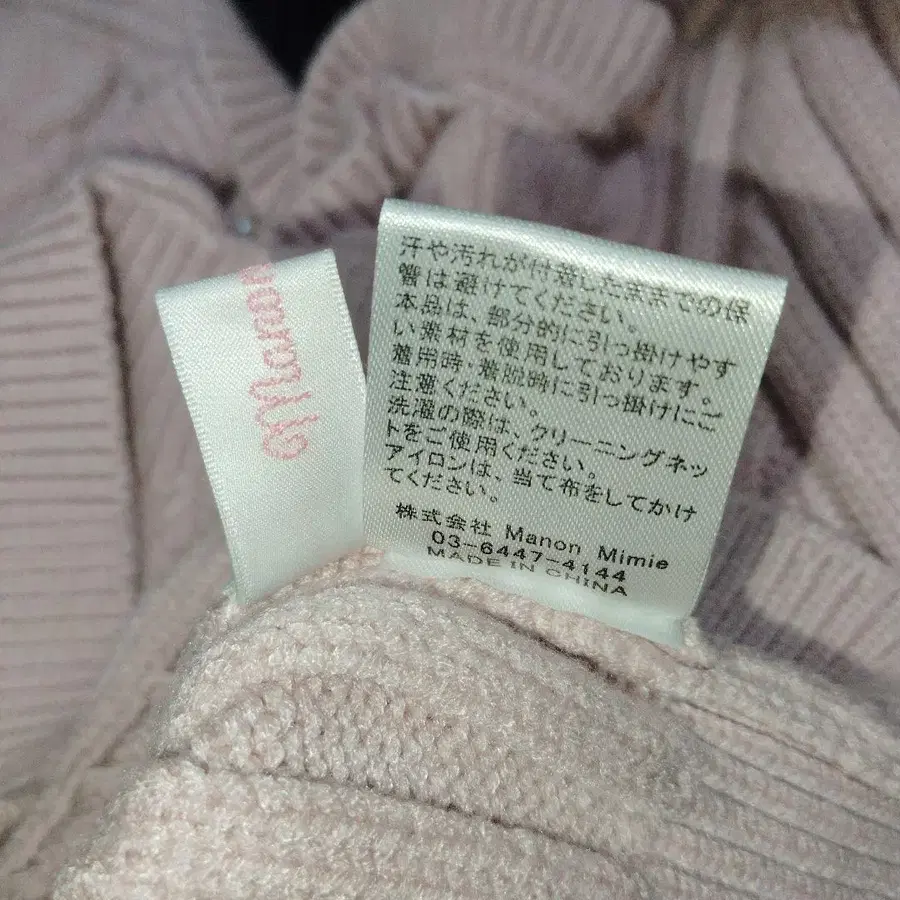 Manon
汗や汚れが付着したままでの保
管は避けてください。
本品は、部分的に引っ掛けやす
い素材を使用しております。
着用時・着脱時に引っ掛けにご
注意ください。
洗濯の際は、クリーニングネッ
トをご使用ください。
アイロンは、当て布をしてかけ
てください。
株式会社 Manon Mimie
03-6447-4144
MADE IN CHINA